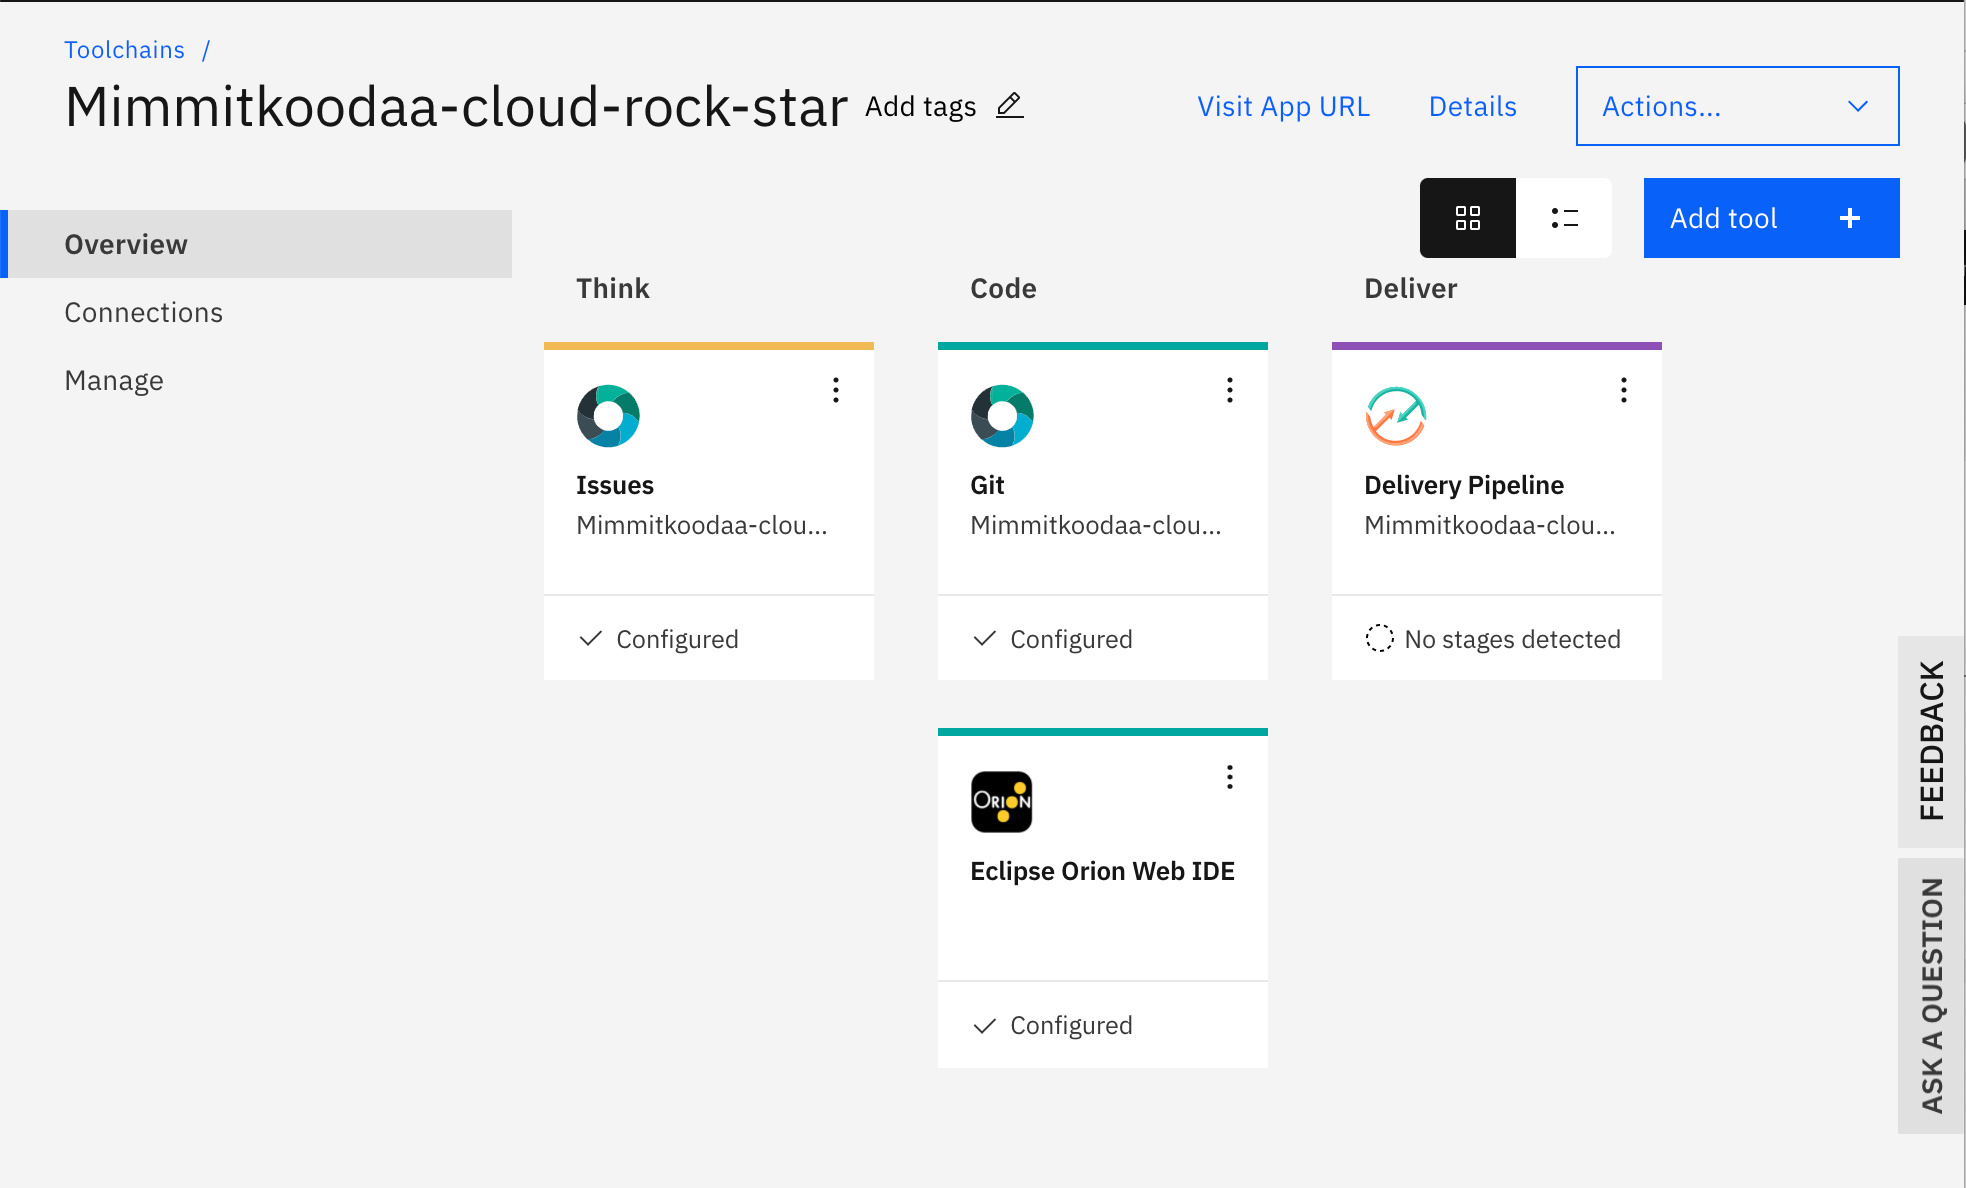 Toolchains /
Mimmitkoodaa-cloud-rock-star Add tags
Visit App URL
Details
Actions...
Add tool +
Overview
Connections
Manage
Think
Issues
Mimmitkoodaa-clou...
Configured
Code
Git
Mimmitkoodaa-clou...
Configured
ORION
Eclipse Orion Web IDE
Configured
Deliver
Delivery Pipeline
Mimmitkoodaa-clou...
No stages detected
FEEDBACK
ASK A QUESTION